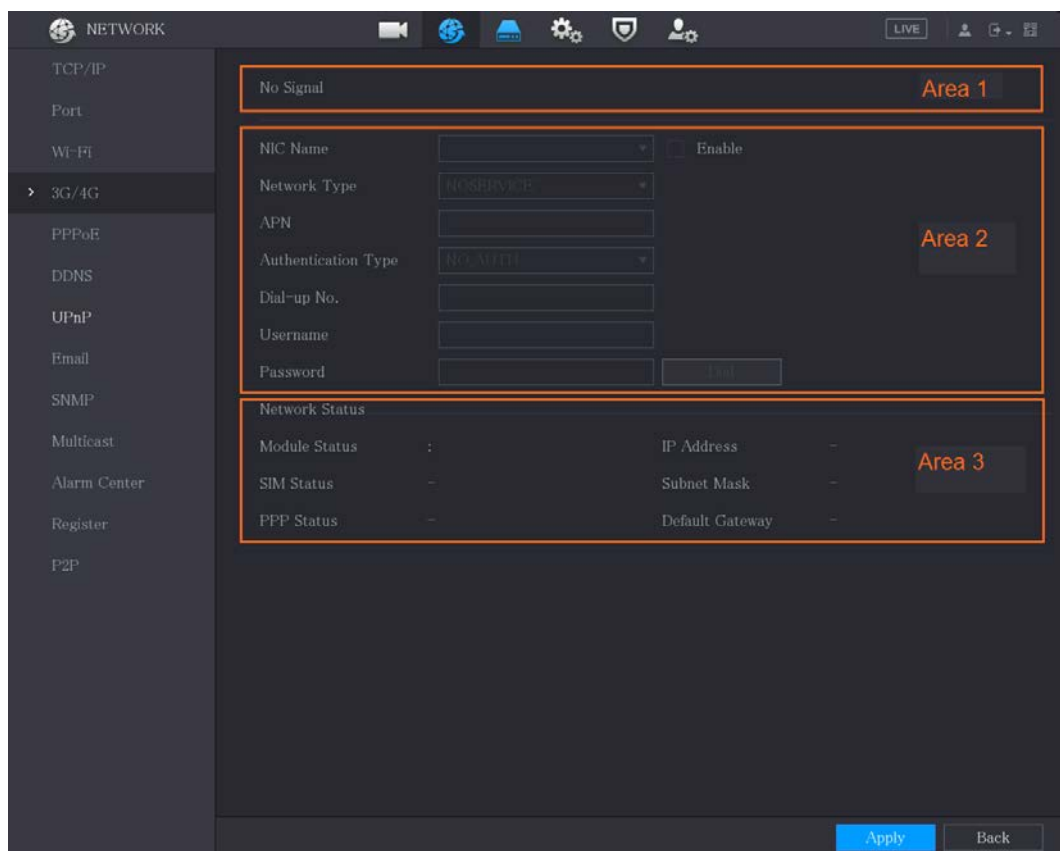 NETWORK
LIVE
TCP/IP
Port
Wi-Fi
3G/4G
PPPoE
DDNS
UPnP
Email
SNMP
Multicast
Alarm Center
Register
P2P
No Signal
Area 1
NIC Name Enable
Network Type NOSERVICE
APN
Area 2
Authentication Type NO_AUTH
Dial-up No.
Username
Password Dial
Network Status
Module Status : IP Address -
Area 3
SIM Status - Subnet Mask -
PPP Status - Default Gateway -
Apply Back